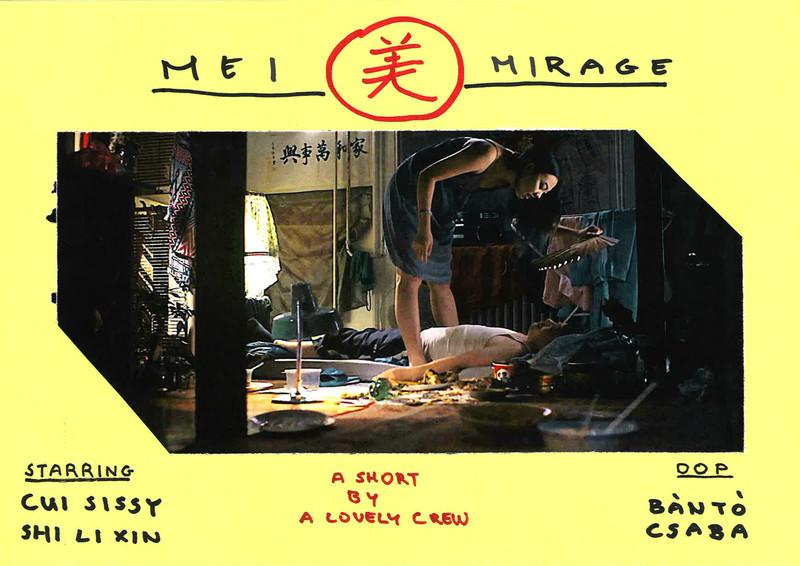 MEI 美 MIRAGE
家和萬事興
STARRING
CUI SISSY
SHI LI XIN
A SHORT
BY
A LOVELY CREW
DOP
BÀNTÒ
CSABA